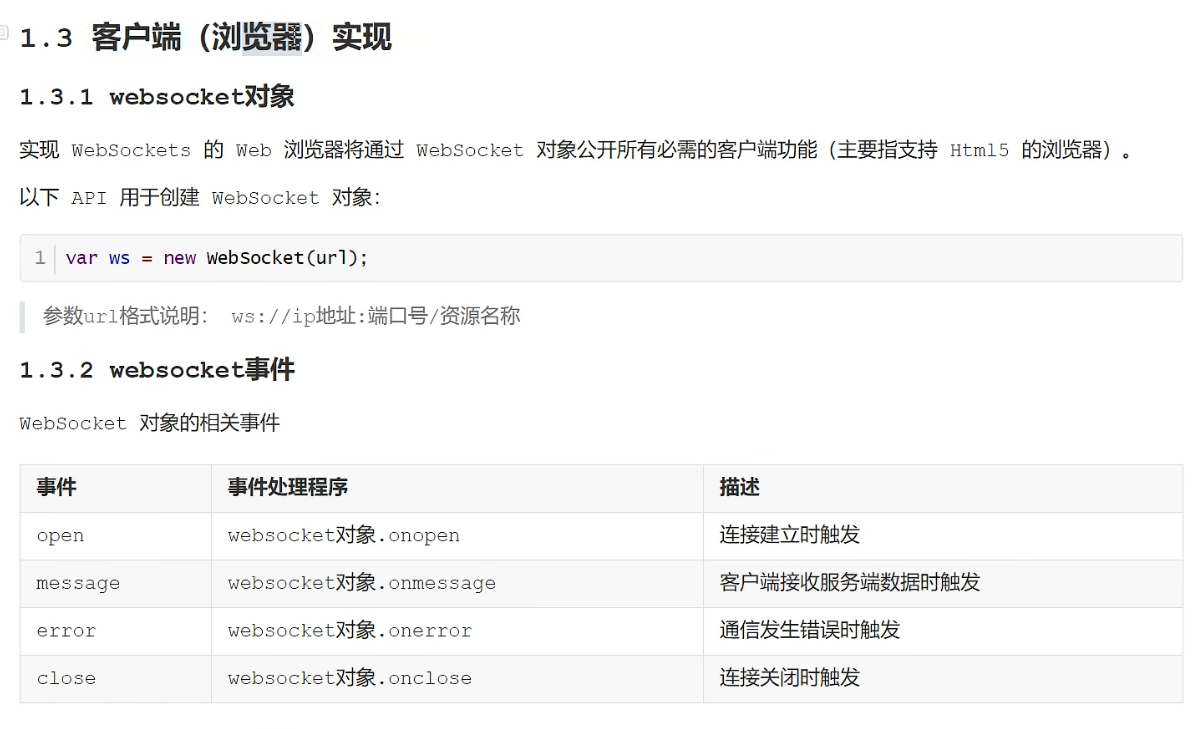 1.3 客户端（浏览器）实现
1.3.1 websocket对象
实现 WebSockets 的 Web 浏览器将通过 WebSocket 对象公开所有必需的客户端功能（主要指支持 Html5 的浏览器）。
以下 API 用于创建 WebSocket 对象：
1 var ws = new WebSocket(url);
参数url格式说明： ws://ip地址:端口号/资源名称
1.3.2 websocket事件
WebSocket 对象的相关事件
事件 事件处理程序 描述
open websocket对象.onopen 连接建立时触发
message websocket对象.onmessage 客户端接收服务端数据时触发
error websocket对象.onerror 通信发生错误时触发
close websocket对象.onclose 连接关闭时触发